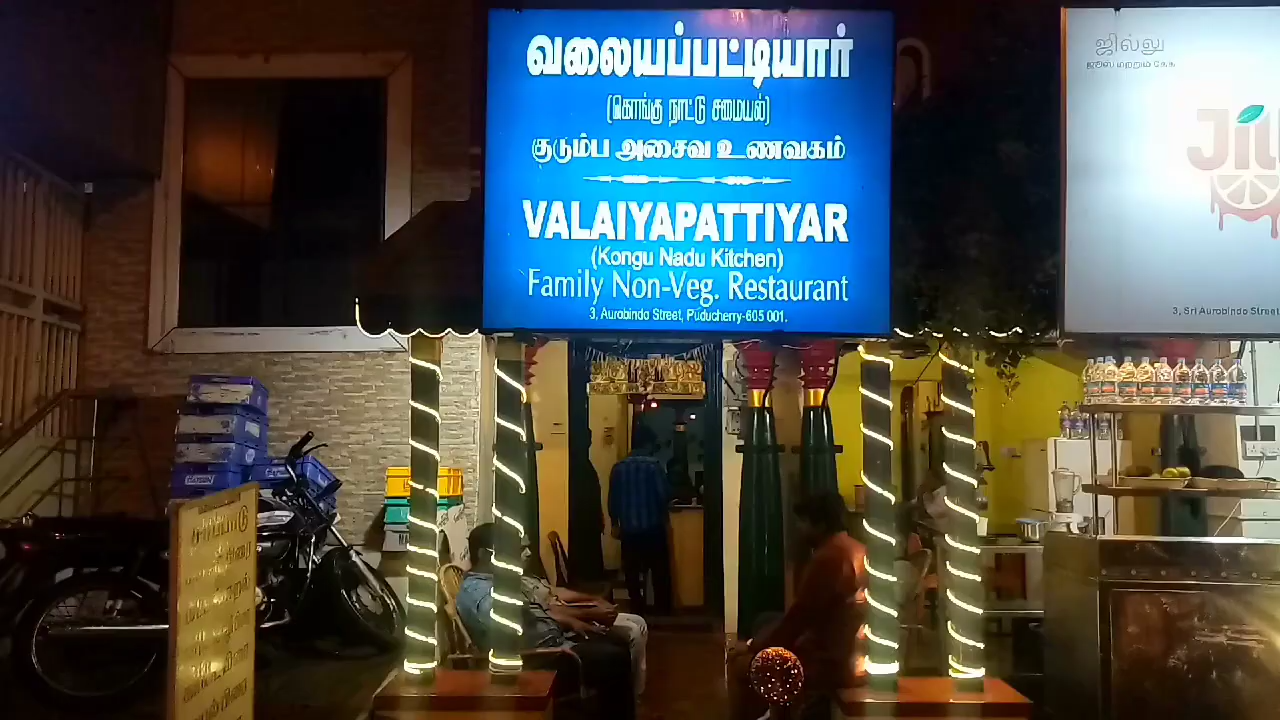 வலையப்பட்டியார்
(கொங்கு நாட்டு சமையல்)
குடும்ப அசைவ உணவகம்
VALAIYAPATTIYAR
(Kongu Nadu Kitchen)
Family Non-Veg. Restaurant
3, Aurobindo Street, Puducherry-605 001.
ஜில்லு
ஜூஸ் மற்றும் கேக்
3, Sri Aurobindo Street
சாப்பாடு